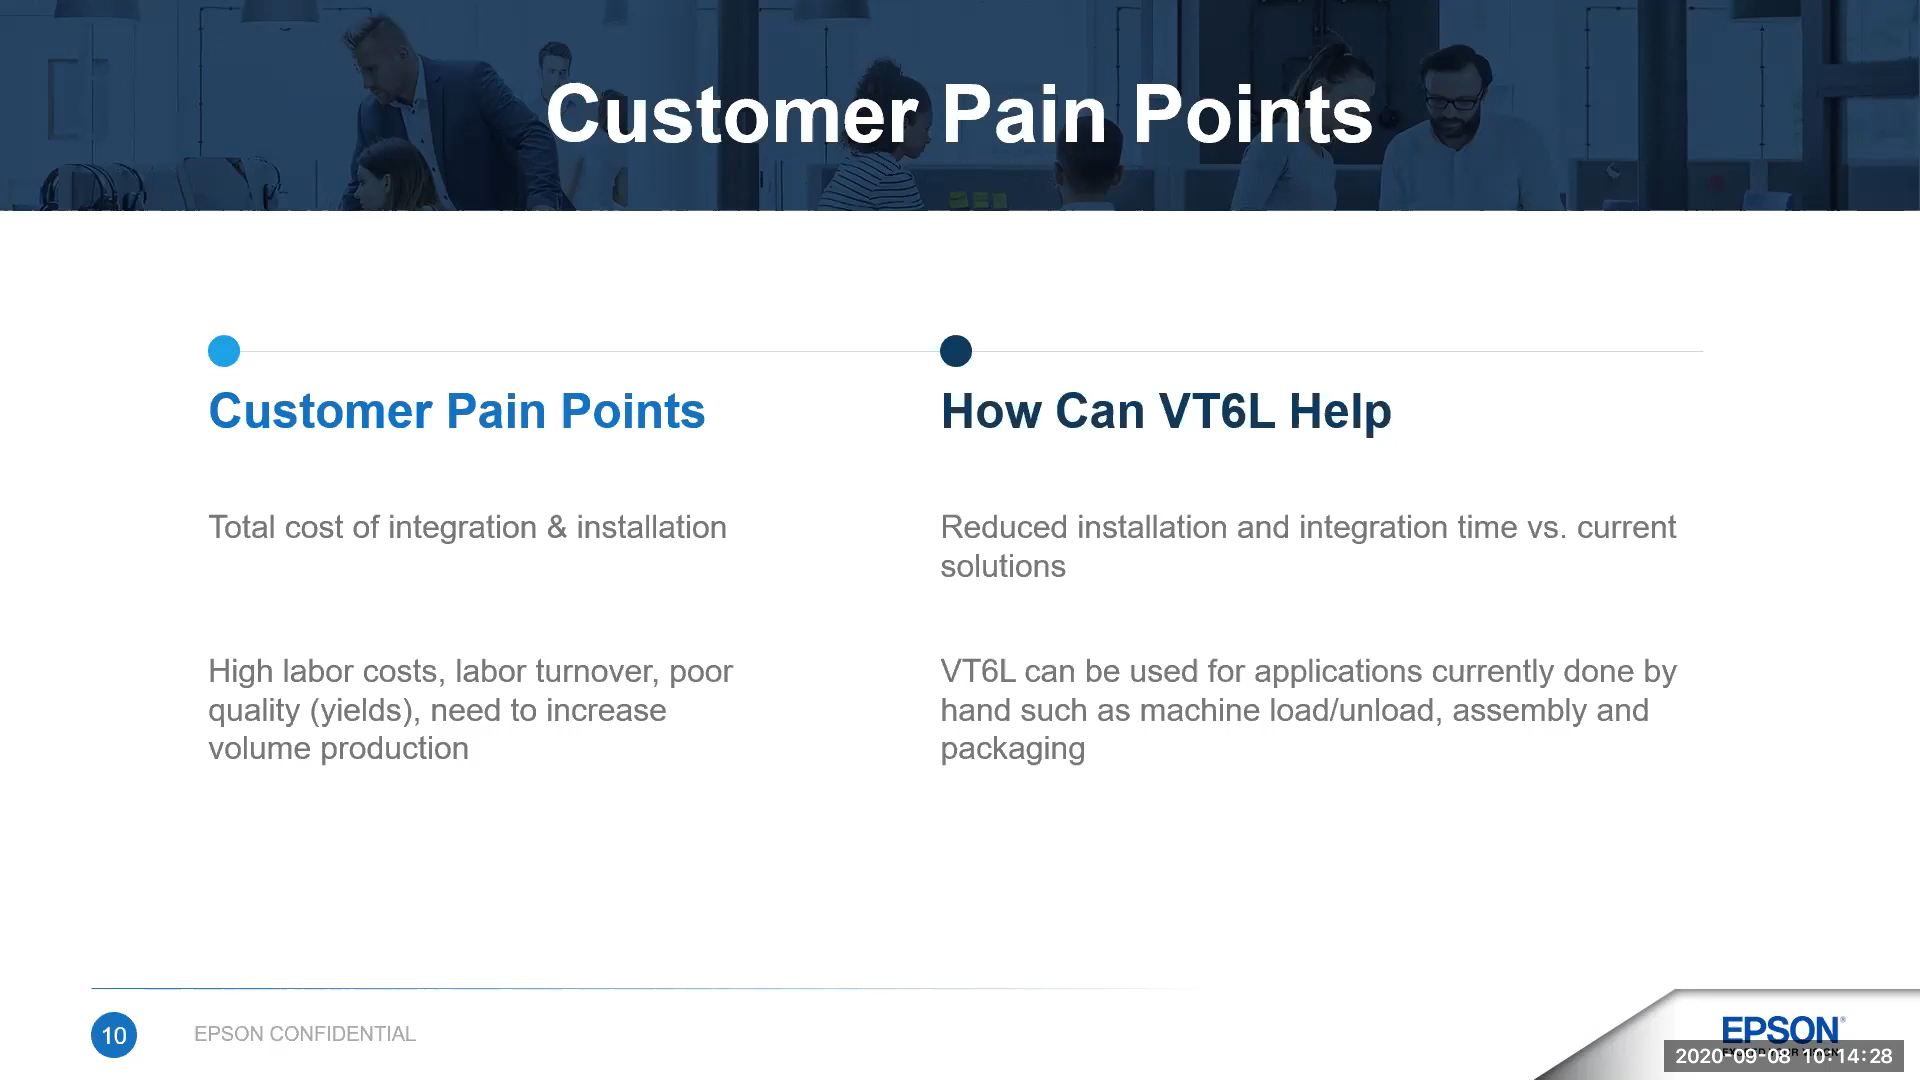 Customer Pain Points
Customer Pain Points
How Can VT6L Help
Total cost of integration & installation
Reduced installation and integration time vs. current
solutions
High labor costs, labor turnover, poor
quality (yields), need to increase
volume production
VT6L can be used for applications currently done by
hand such as machine load/unload, assembly and
packaging
10
EPSON CONFIDENTIAL
EPSON®
2020-09-08 10:14:28